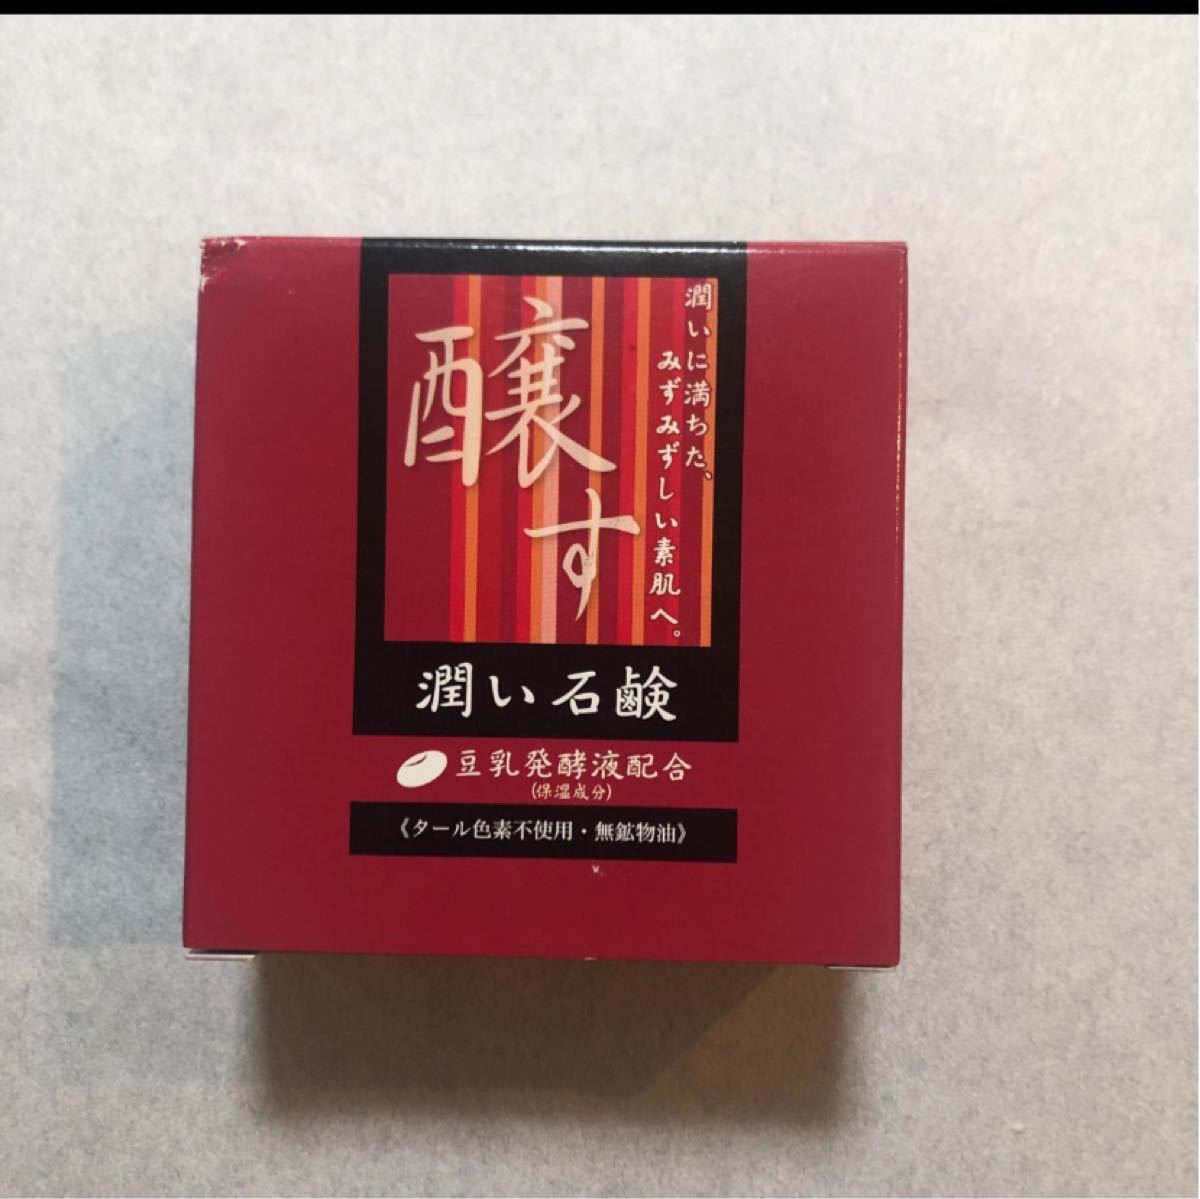 潤いに満ちた、
みずみずしい素肌へ。
醸す
潤い石鹸
豆乳発酵液配合
(保湿成分)
《タール色素不使用・無鉱物油》